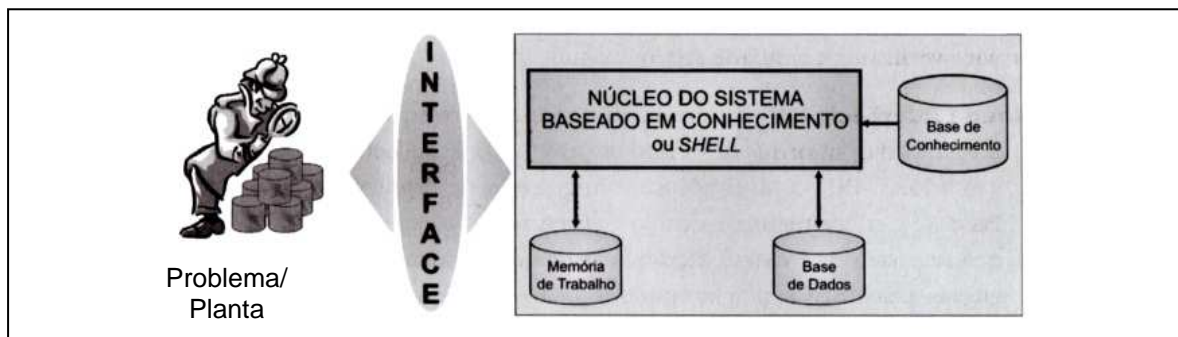 Problema/
Planta
INTERFACE
NÚCLEO DO SISTEMA
BASEADO EM CONHECIMENTO
ou SHELL
Base de
Conhecimento
Memória
de Trabalho
Base
de Dados